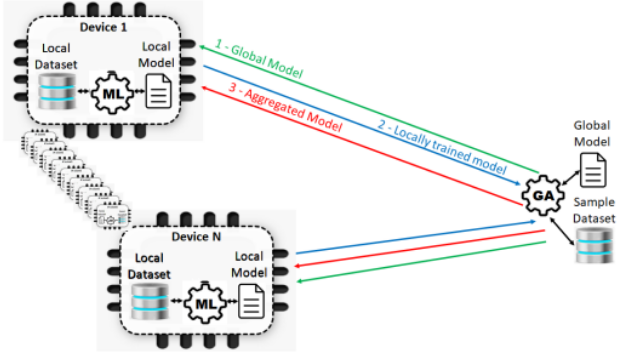 Device 1
Local
Dataset
Local
Model
ML
1 - Global Model
2 - Locally trained model
3 - Aggregated Model
Global
Model
GA
Sample
Dataset
Device N
Local
Dataset
Local
Model
ML